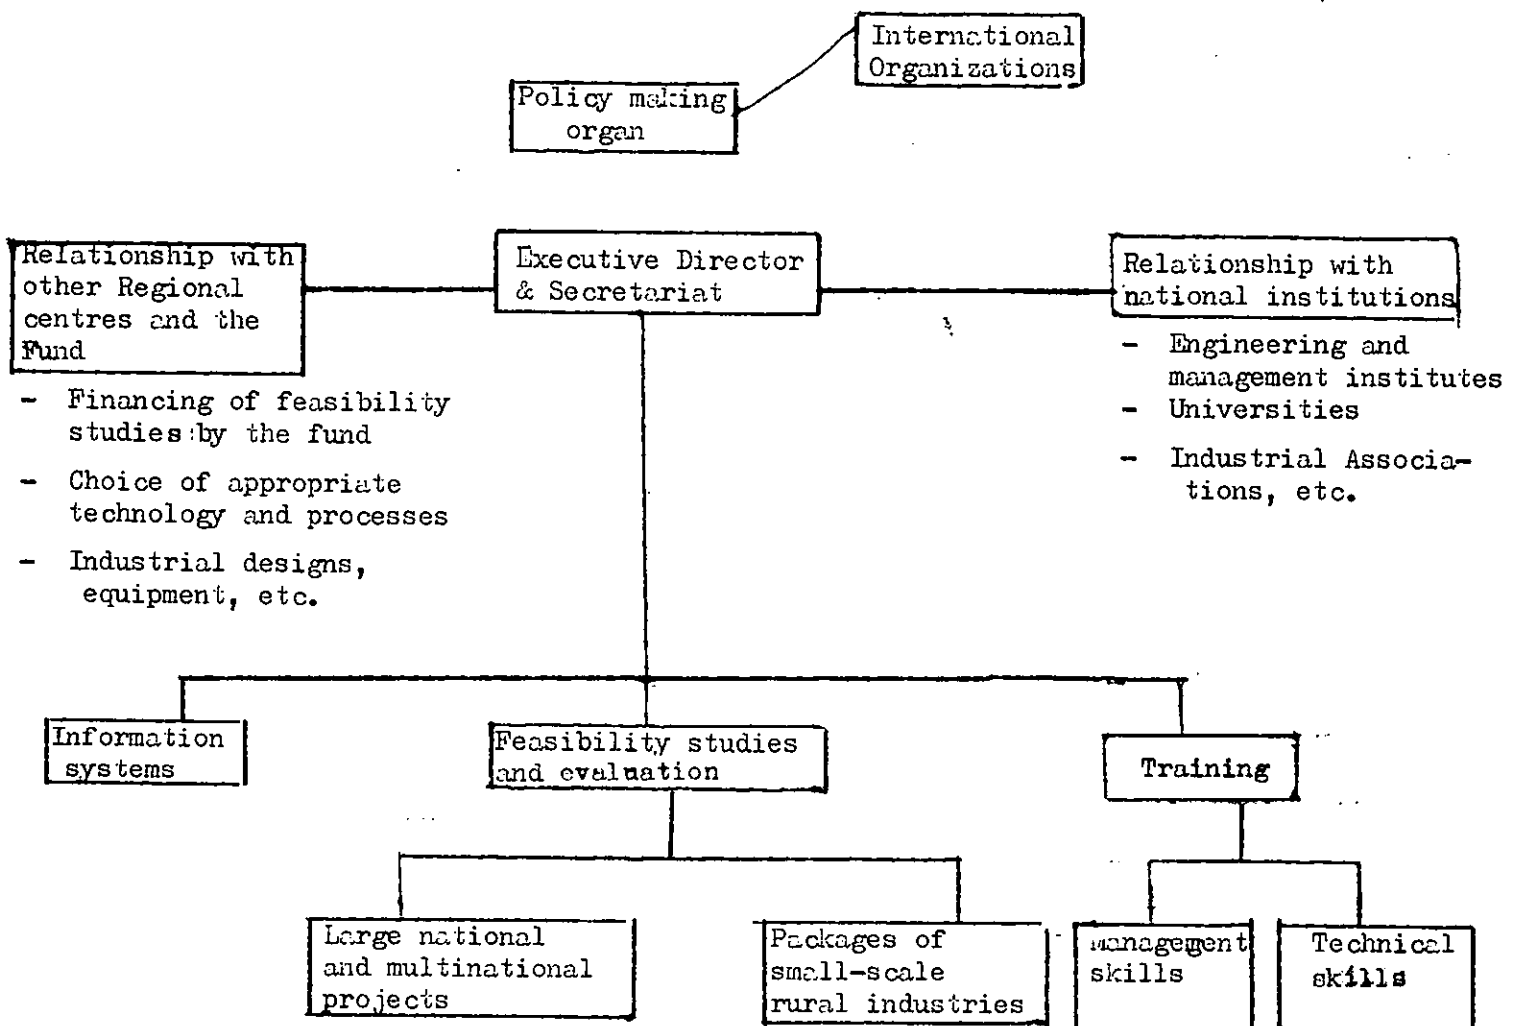 International
Organizations
Policy making
organ
Relationship with
other Regional
centres and the
Fund
- Financing of feasibility
studies by the fund
- Choice of appropriate
technology and processes
- Industrial designs,
equipment, etc.
Executive Director
& Secretariat
Relationship with
national institutions
- Engineering and
management institutes
- Universities
- Industrial Associa-
tions, etc.
Information
systems
Feasibility studies
and evaluation
Training
Large national
and multinational
projects
Packages of
small-scale
rural industries
Management
skills
Technical
skills